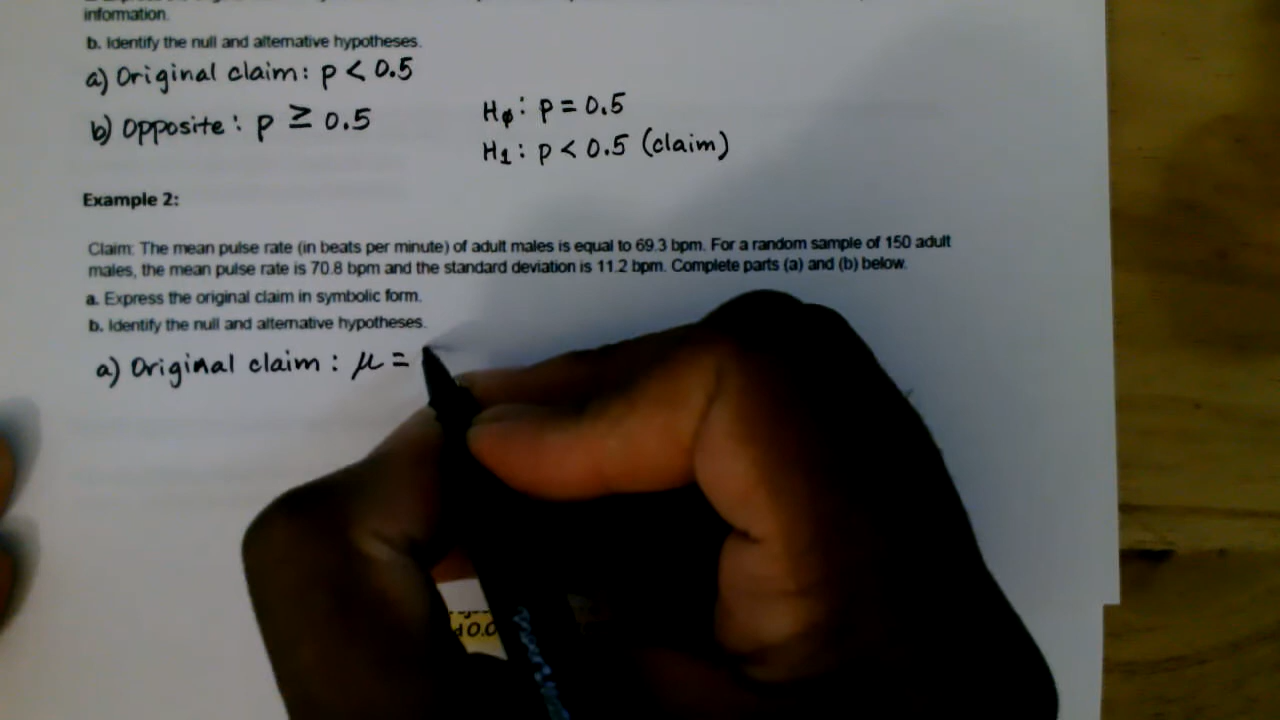 information.
b. Identify the null and alternative hypotheses.
a) Original claim: p < 0.5
b) Opposite: p ≥ 0.5
H₀: p = 0.5
H₁: p < 0.5 (claim)
Example 2:
Claim: The mean pulse rate (in beats per minute) of adult males is equal to 69.3 bpm. For a random sample of 150 adult
males, the mean pulse rate is 70.8 bpm and the standard deviation is 11.2 bpm. Complete parts (a) and (b) below.
a. Express the original claim in symbolic form.
b. Identify the null and alternative hypotheses.
a) Original claim: μ =